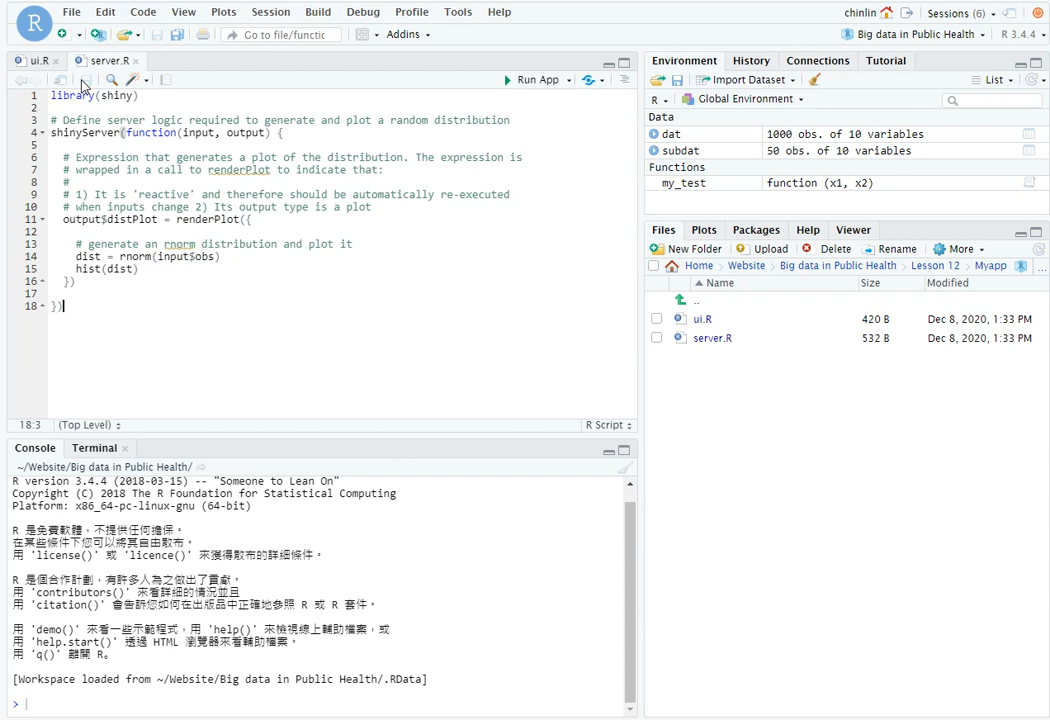 File Edit Code View Plots Session Build Debug Profile Tools Help
chinlin Sessions (6)
R Go to file/functic Addins Big data in Public Health R 3.4.4
ui.R server.R
Run App
1 library(shiny)
2
3 # Define server logic required to generate and plot a random distribution
4 shinyServer(function(input, output) {
5
6 # Expression that generates a plot of the distribution. The expression is
7 # wrapped in a call to renderPlot to indicate that:
8 #
9 # 1) It is 'reactive' and therefore should be automatically re-executed
10 # when inputs change 2) Its output type is a plot
11 output$distPlot = renderPlot({
12
13 # generate an rnorm distribution and plot it
14 dist = rnorm(input$obs)
15 hist(dist)
16 })
17
18 })
18:3 (Top Level) R Script
Console Terminal
~/Website/Big data in Public Health/
R version 3.4.4 (2018-03-15) -- "Someone to Lean On"
Copyright (C) 2018 The R Foundation for Statistical Computing
Platform: x86_64-pc-linux-gnu (64-bit)
R 是免費軟體，不提供任何擔保。
在某些條件下您可以將其自由散布。
用 'license()' 或 'licence()' 來獲得散布的詳細條件。
R 是個合作計劃，有許多人為之做出了貢獻。
用 'contributors()' 來看詳細的情況並且
用 'citation()' 會告訴您如何在出版品中正確地參照 R 或 R 套件。
用 'demo()' 來看一些示範程式，用 'help()' 來檢視線上輔助檔案，或
用 'help.start()' 透過 HTML 瀏覽器來看輔助檔案。
用 'q()' 離開 R。
[Workspace loaded from ~/Website/Big data in Public Health/.RData]
>
Environment History Connections Tutorial
Import Dataset List
R Global Environment
Data
dat 1000 obs. of 10 variables
subdat 50 obs. of 10 variables
Functions
my_test function (x1, x2)
Files Plots Packages Help Viewer
New Folder Upload Delete Rename More
Home Website Big data in Public Health Lesson 12 Myapp ...
Name Size Modified
..
ui.R 420 B Dec 8, 2020, 1:33 PM
server.R 532 B Dec 8, 2020, 1:33 PM